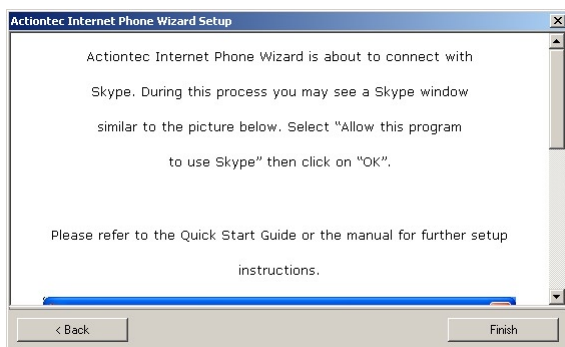 Actiontec Internet Phone Wizard Setup
Actiontec Internet Phone Wizard is about to connect with
Skype. During this process you may see a Skype window
similar to the picture below. Select “Allow this program
to use Skype” then click on “OK”.
Please refer to the Quick Start Guide or the manual for further setup
instructions.
< Back
Finish